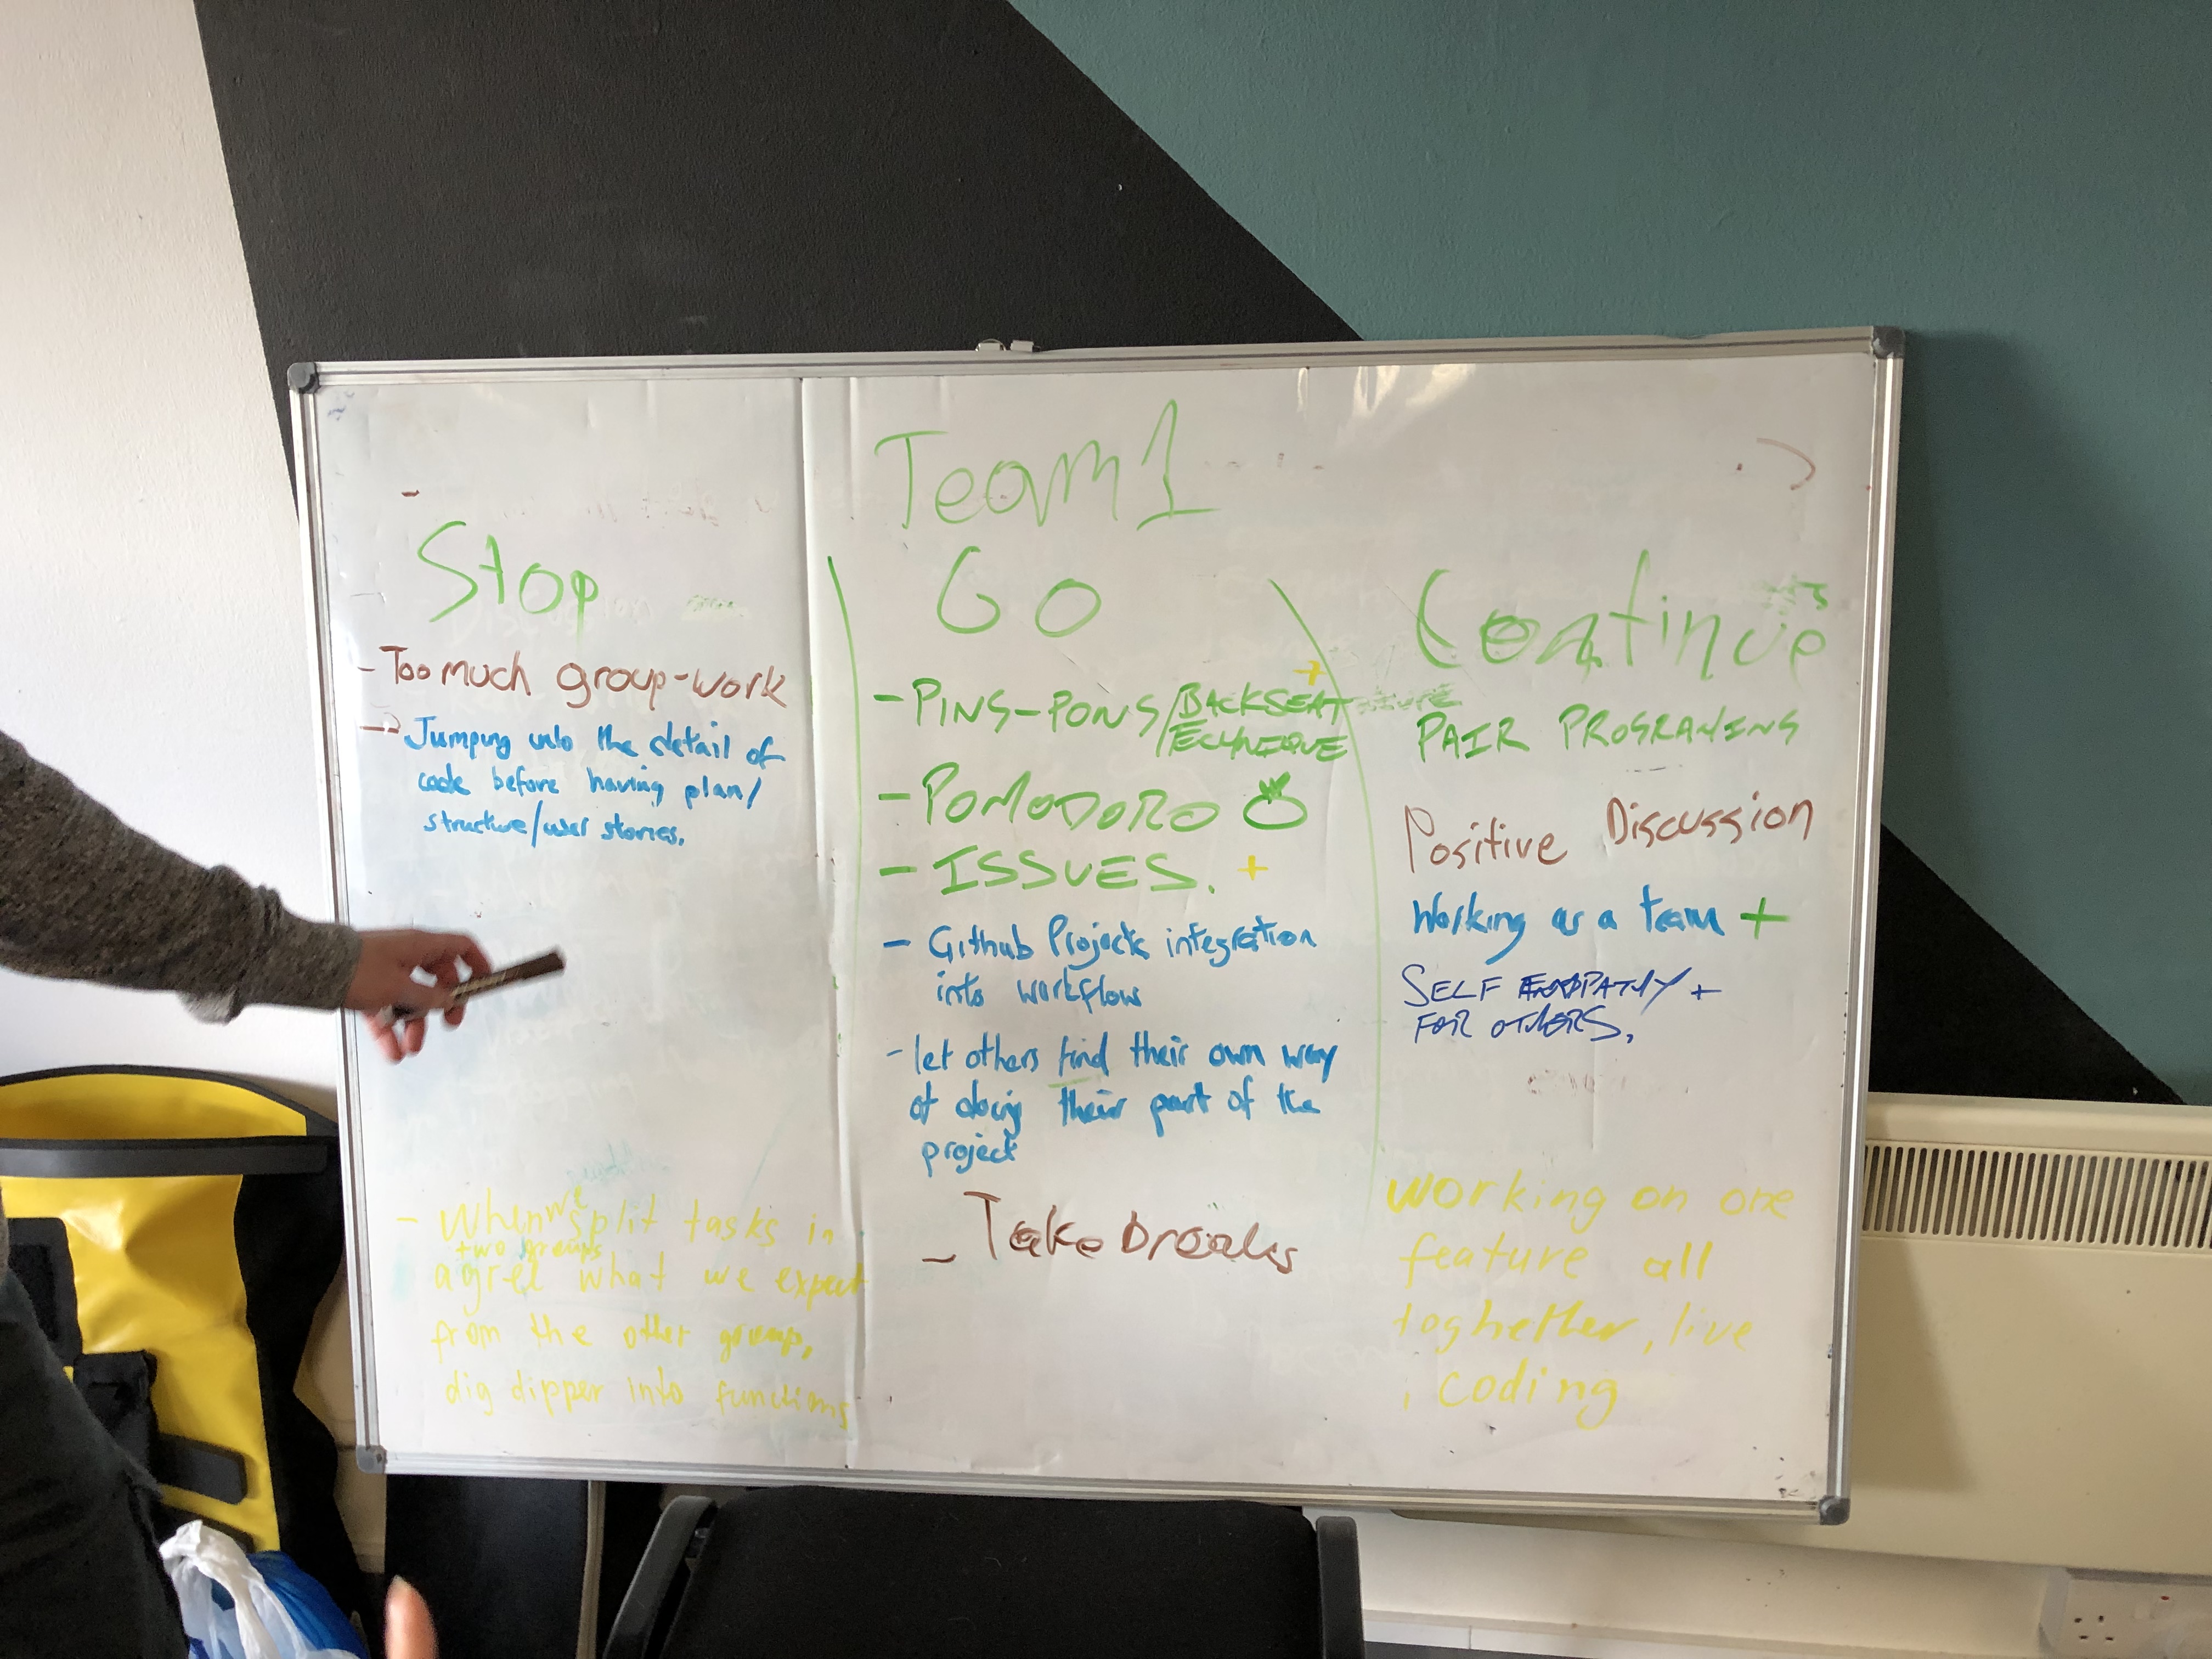 Team 1
Stop
- Too much group-work
- Jumping into the detail of
code before having plan/
structure/user stories.
- When we split tasks in
two groups
agree what we expect
from the other group,
dig dipper into functions
GO
+
- PING-PONG/BACKSEAT
TECHNIQUE
- POMODORO
- ISSUES. +
- Github Projects integration
into workflow
- let others find their own way
of doing their part of the
project
- Take breaks
Continue
PAIR PROGRAMING
Positive Discussion
Working as a team +
SELF EMPATHY +
FOR OTHERS.
working on one
feature all
toghether, live
coding